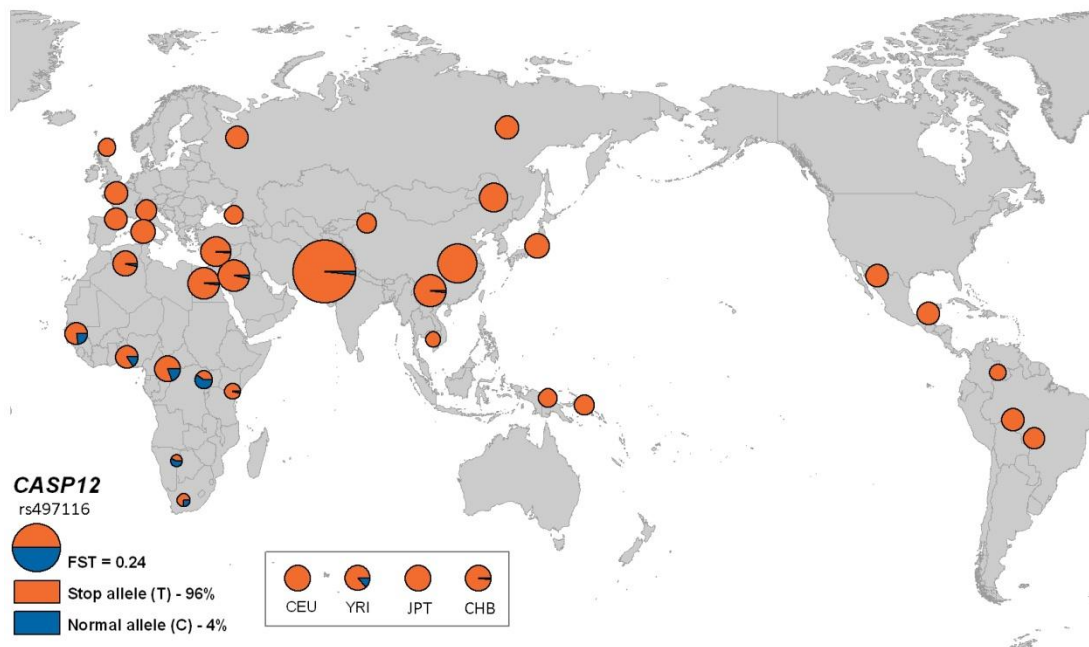 CASP12
rs497116
FST = 0.24
Stop allele (T) - 96%
Normal allele (C) - 4%
CEU YRI JPT CHB